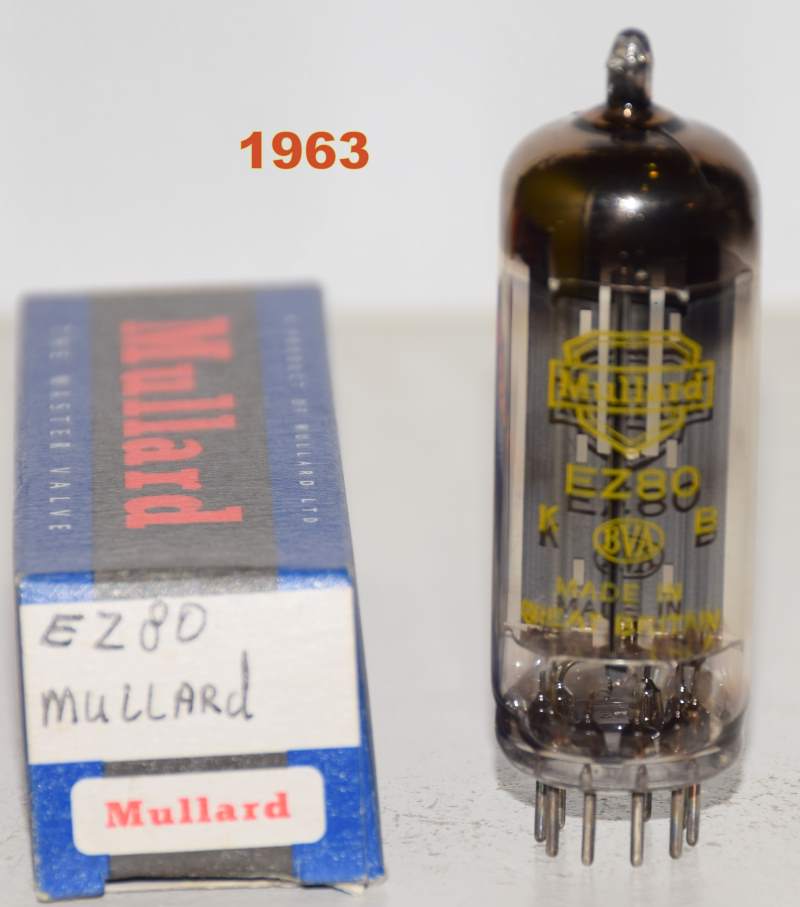 1963
THE MASTER VALVE
Mullard
A PRODUCT OF MULLARD LTD
EZ80
MULLARd
Mullard
Mullard
EZ80
K BVA B
MADE IN
GREAT BRITAIN